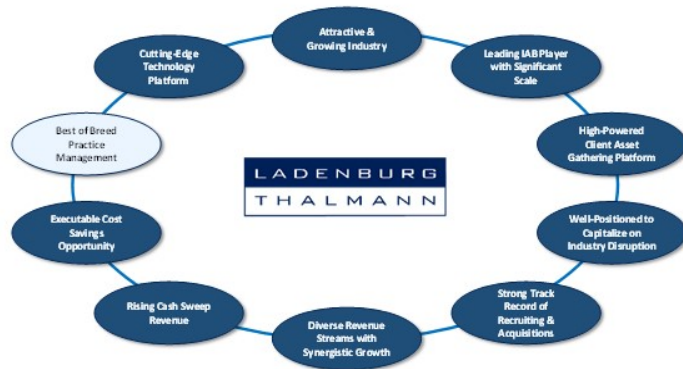 Attractive &
Growing Industry
Leading IAB Player
with Significant
Scale
High-Powered
Client Asset
Gathering Platform
Well-Positioned to
Capitalize on
Industry Disruption
Strong Track
Record of
Recruiting &
Acquisitions
Diverse Revenue
Streams with
Synergistic Growth
Rising Cash Sweep
Revenue
Executable Cost
Savings
Opportunity
Best of Breed
Practice
Management
Cutting-Edge
Technology
Platform
LADENBURG
THALMANN